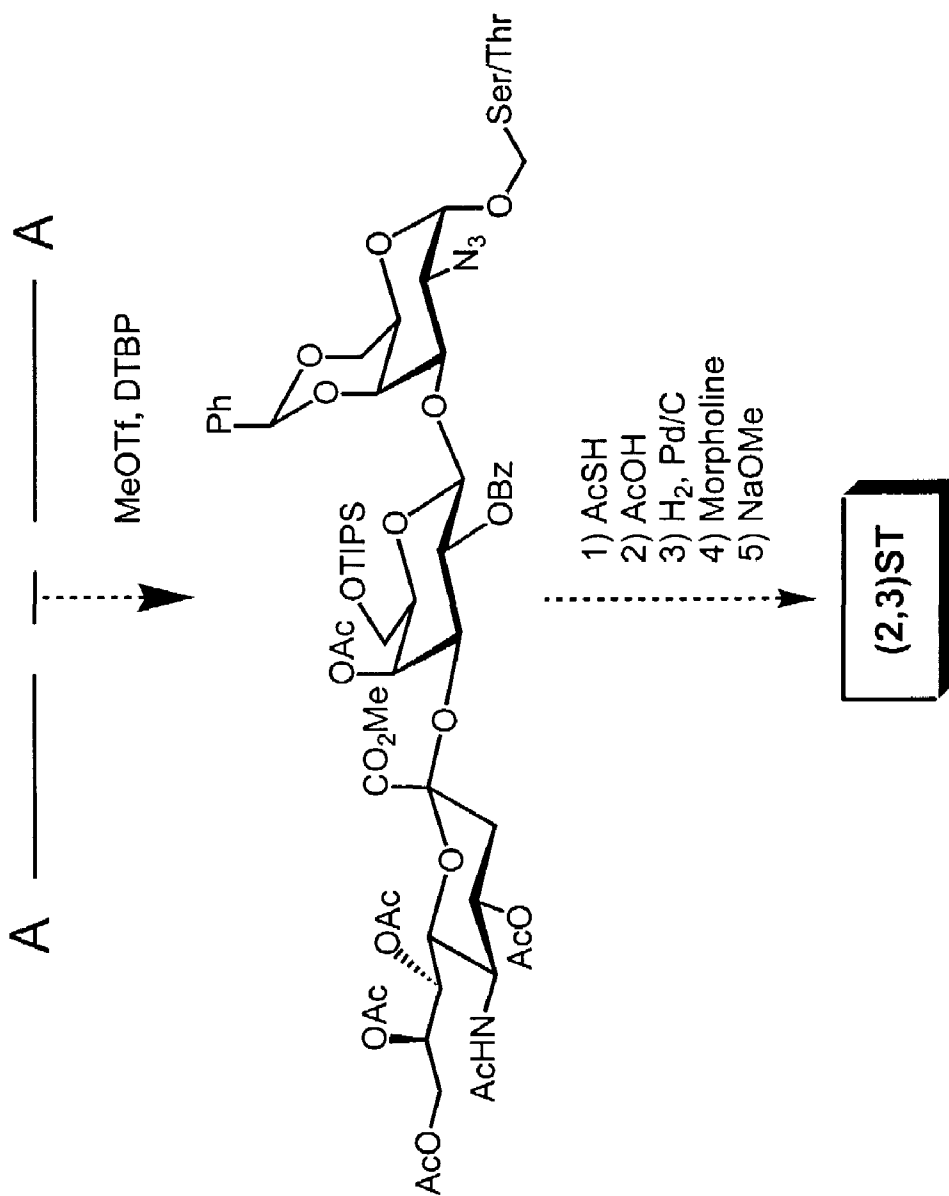 A A
MeOTf, DTBP
Ph
O
O
O
N₃
O
Ser/Thr
O
OTIPS
OAc
O
OBz
O
CO₂Me
O
OAc
OAc
AcO
AcHN
AcO
1) AcSH
2) AcOH
3) H₂, Pd/C
4) Morpholine
5) NaOMe
(2,3)ST